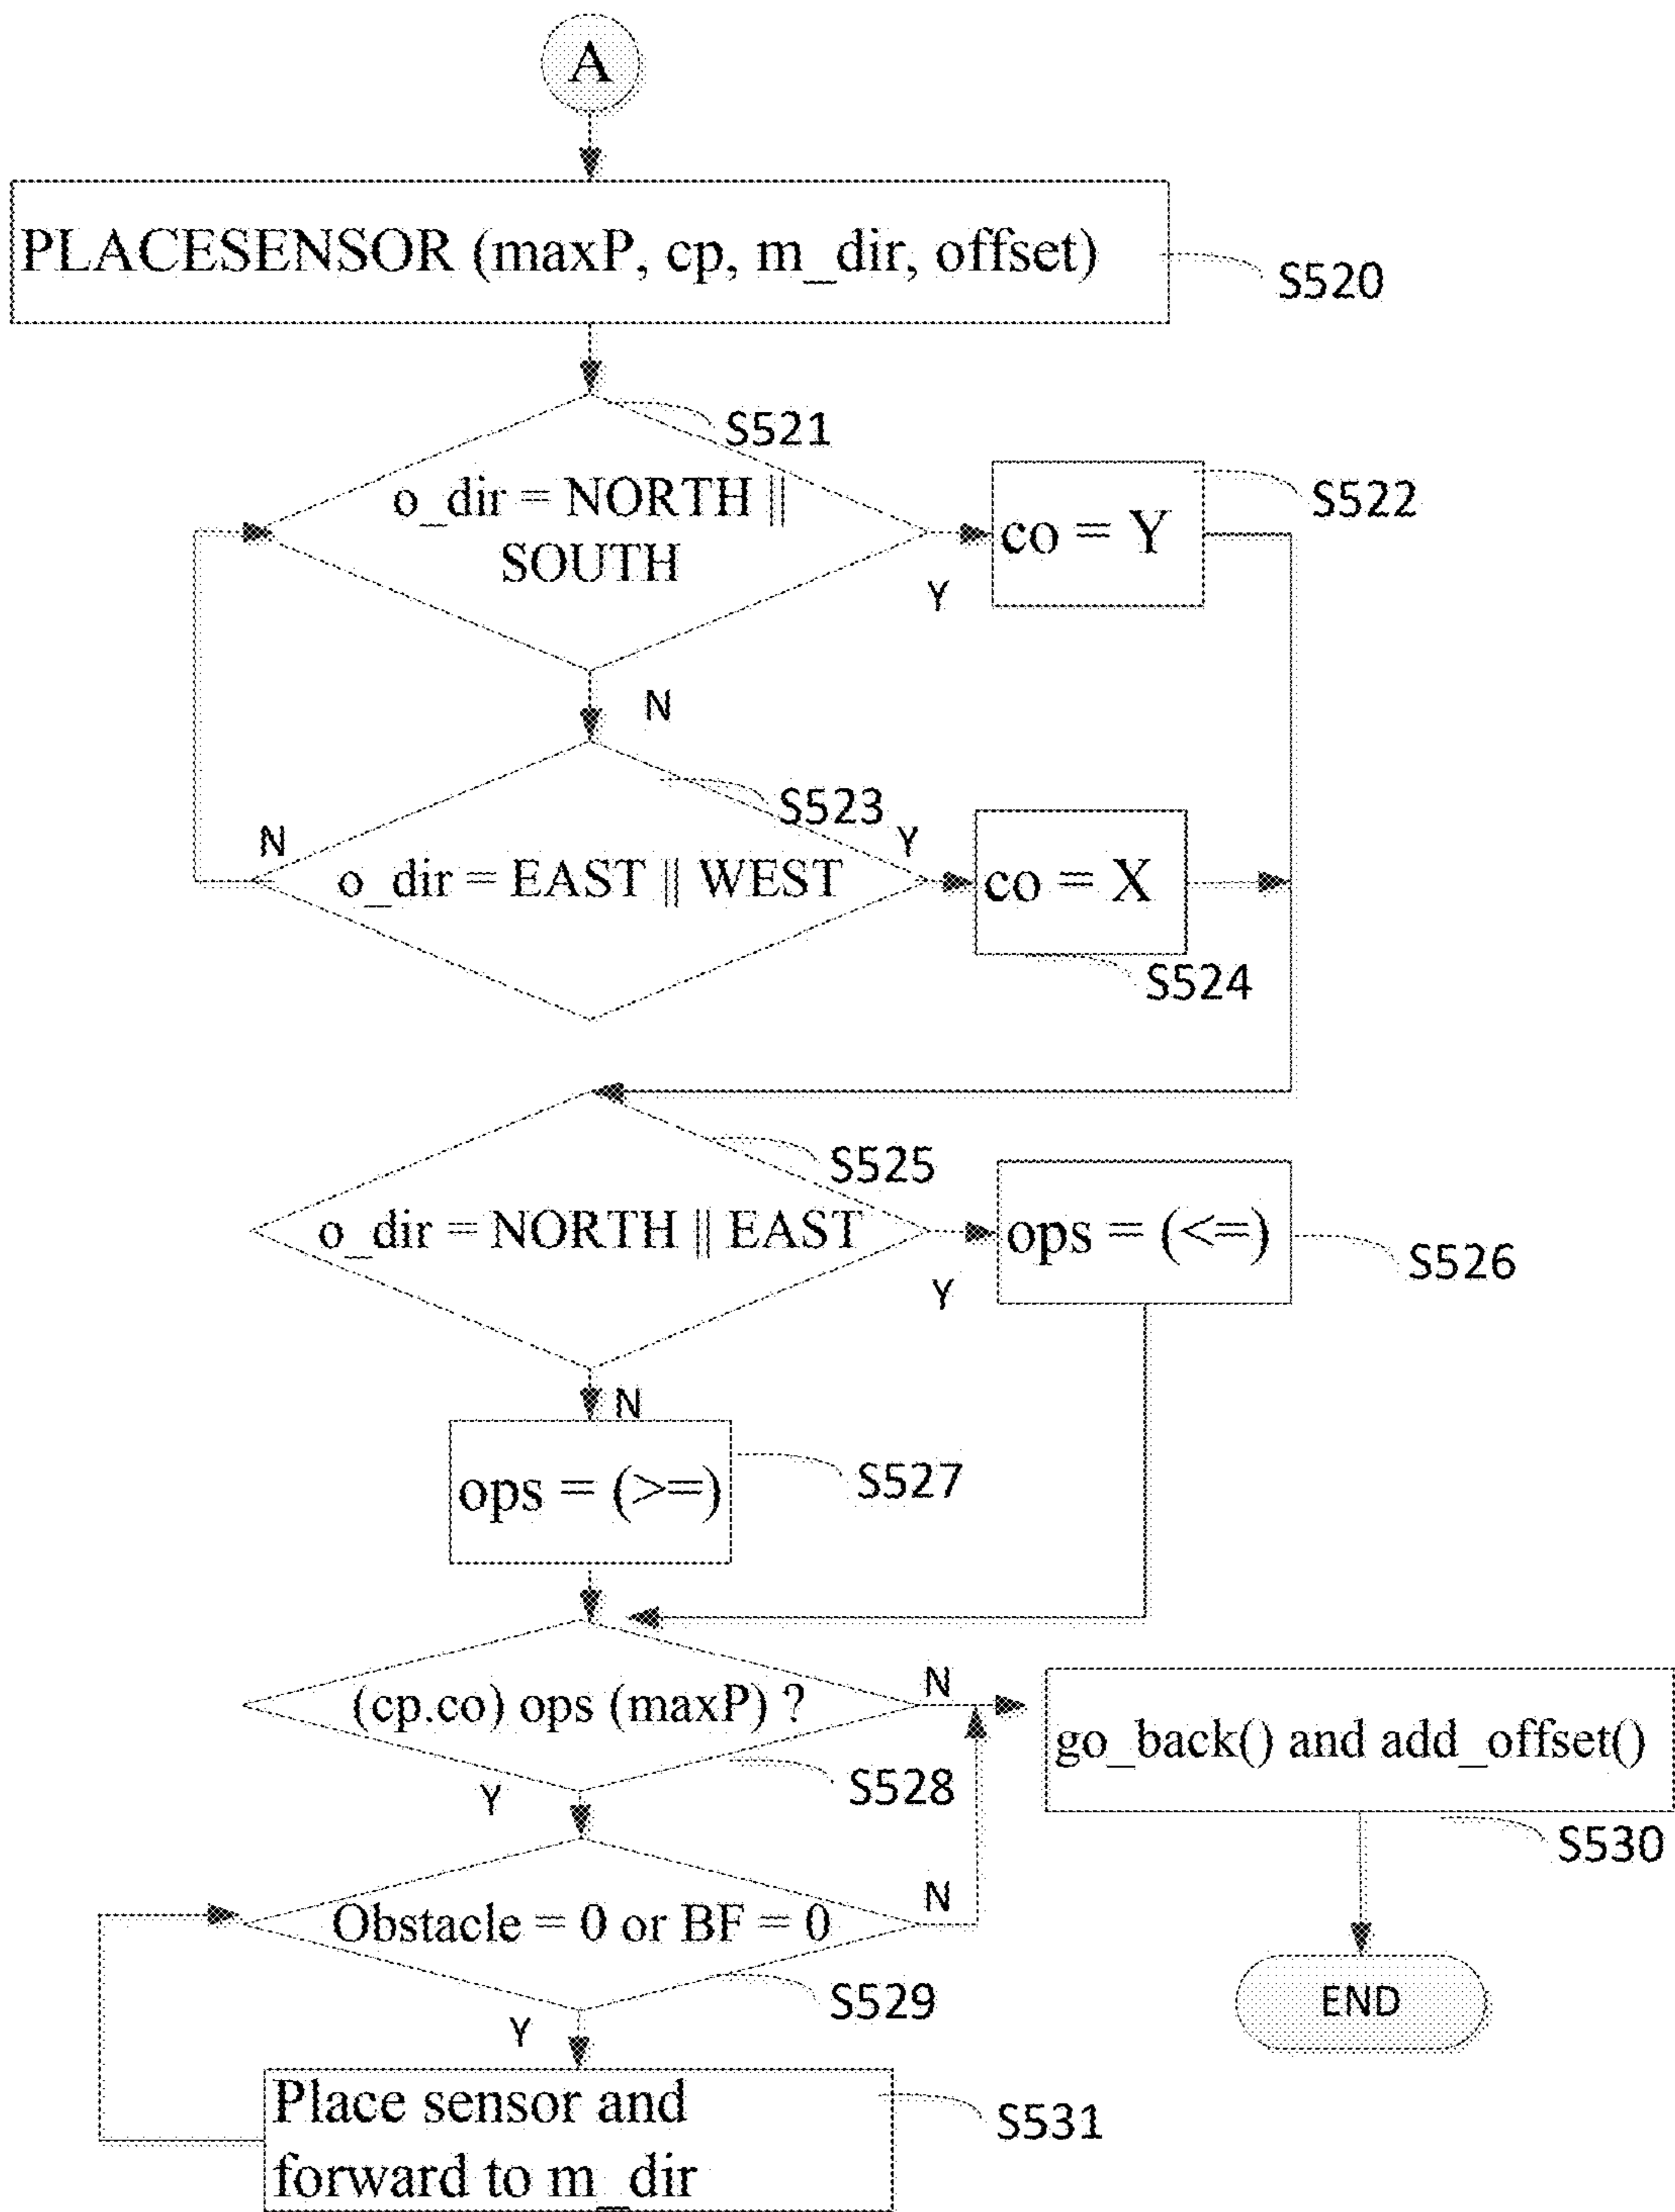 A
PLACESENSOR (maxP, cp, m_dir, offset)
S520
S521
o_dir = NORTH ||
SOUTH
Y
co = Y
S522
N
S523
o_dir = EAST || WEST
N
Y
co = X
S524
S525
o_dir = NORTH || EAST
Y
ops = (<=)
S526
N
ops = (>=)
S527
(cp.co) ops (maxP) ?
N
S528
Y
go_back() and add_offset()
S530
Obstacle = 0 or BF = 0
N
S529
Y
END
Place sensor and
forward to m_dir
S531